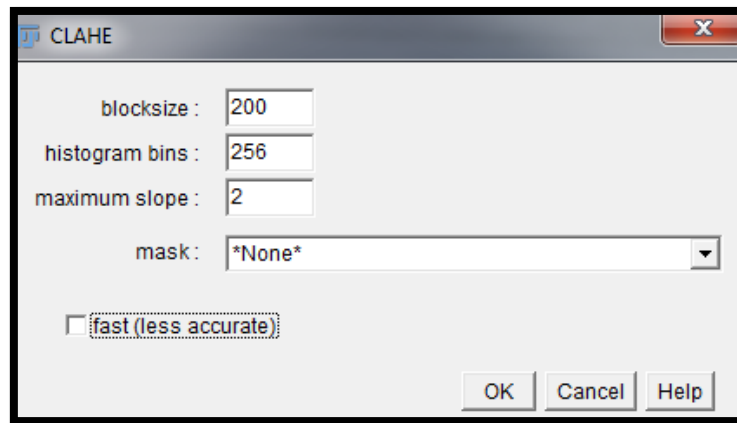 CLAHE
blocksize : 200
histogram bins : 256
maximum slope : 2
mask : *None*
fast (less accurate)
OK Cancel Help